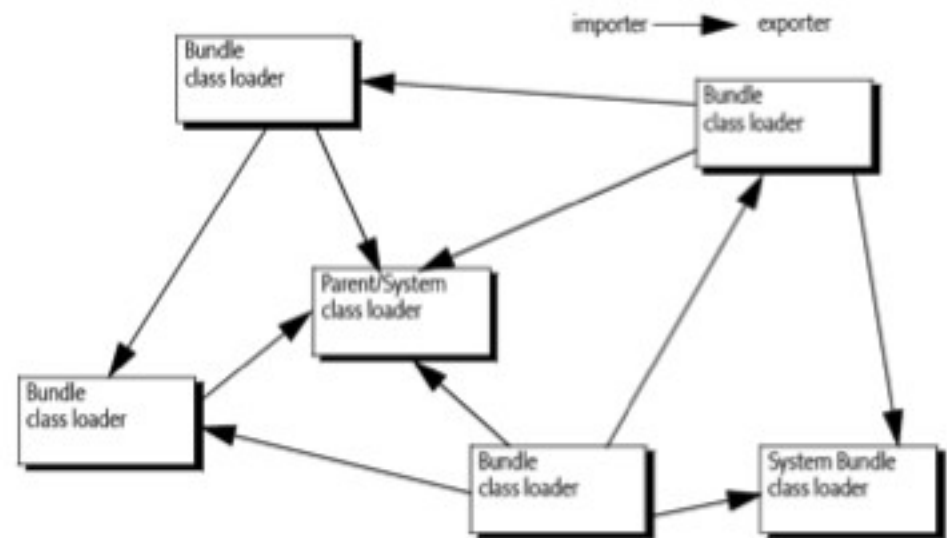 importer exporter
Bundle
class loader
Bundle
class loader
Parent/System
class loader
Bundle
class loader
Bundle
class loader
System Bundle
class loader